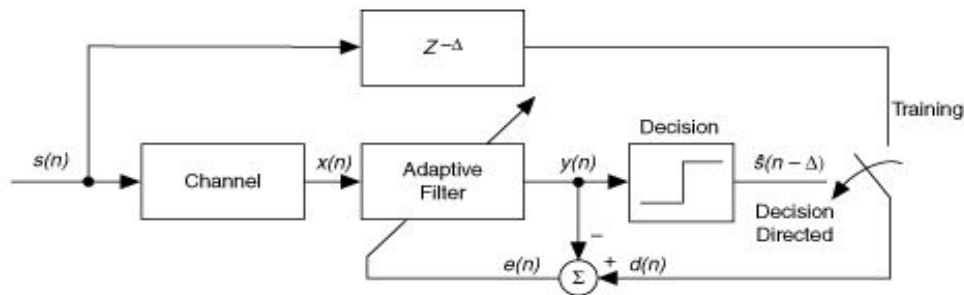 Z−Δ
Training
Decision
s(n)
Channel
x(n)
Adaptive
Filter
y(n)
ŝ(n − Δ)
Decision
Directed
−
e(n)
Σ
+
d(n)